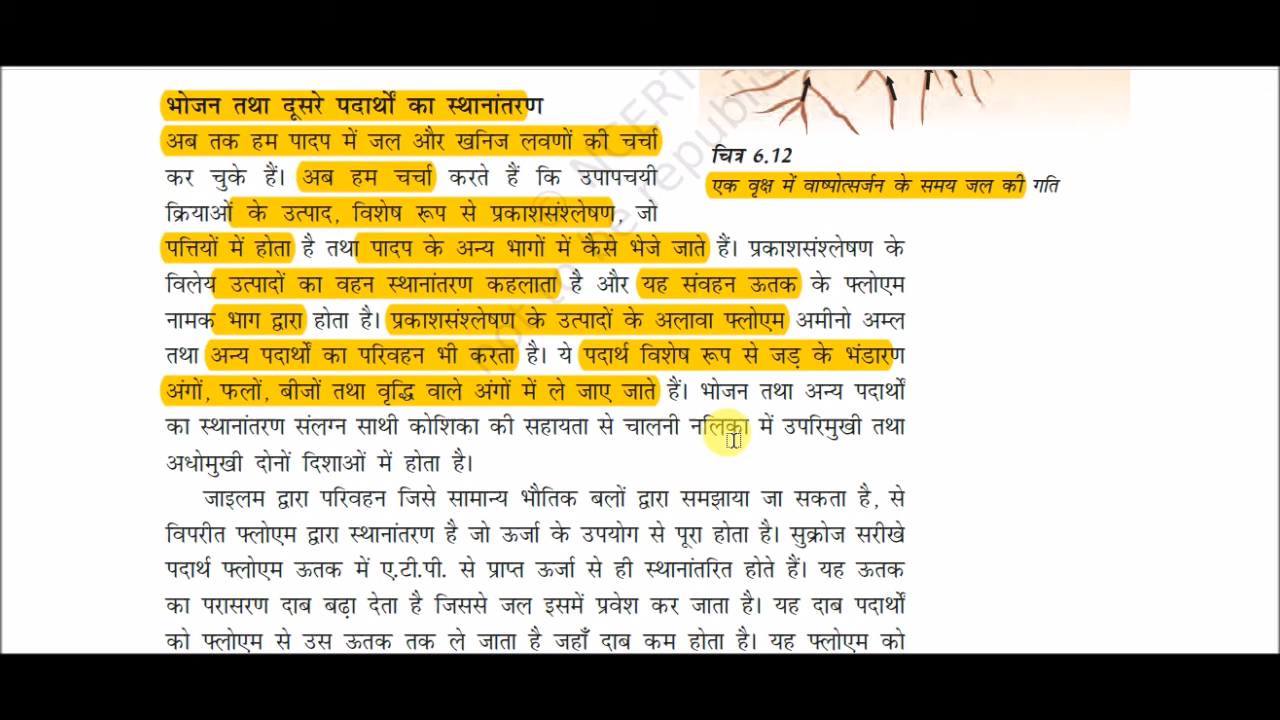 भोजन तथा दूसरे पदार्थों का स्थानांतरण
अब तक हम पादप में जल और खनिज लवणों की चर्चा
कर चुके हैं। अब हम चर्चा करते हैं कि उपापचयी
क्रियाओं के उत्पाद, विशेष रूप से प्रकाशसंश्लेषण, जो
पत्तियों में होता है तथा पादप के अन्य भागों में कैसे भेजे जाते हैं। प्रकाशसंश्लेषण के
विलेय उत्पादों का वहन स्थानांतरण कहलाता है और यह संवहन ऊतक के फ्लोएम
नामक भाग द्वारा होता है। प्रकाशसंश्लेषण के उत्पादों के अलावा फ्लोएम अमीनो अम्ल
तथा अन्य पदार्थों का परिवहन भी करता है। ये पदार्थ विशेष रूप से जड़ के भंडारण
अंगों, फलों, बीजों तथा वृद्धि वाले अंगों में ले जाए जाते हैं। भोजन तथा अन्य पदार्थों
का स्थानांतरण संलग्न साथी कोशिका की सहायता से चालनी नलिका में उपरिमुखी तथा
अधोमुखी दोनों दिशाओं में होता है।
जाइलम द्वारा परिवहन जिसे सामान्य भौतिक बलों द्वारा समझाया जा सकता है, से
विपरीत फ्लोएम द्वारा स्थानांतरण है जो ऊर्जा के उपयोग से पूरा होता है। सुक्रोज सरीखे
पदार्थ फ्लोएम ऊतक में ए.टी.पी. से प्राप्त ऊर्जा से ही स्थानांतरित होते हैं। यह ऊतक
का परासरण दाब बढ़ा देता है जिससे जल इसमें प्रवेश कर जाता है। यह दाब पदार्थों
को फ्लोएम से उस ऊतक तक ले जाता है जहाँ दाब कम होता है। यह फ्लोएम को
चित्र 6.12
एक वृक्ष में वाष्पोत्सर्जन के समय जल की गति
© NCERT
not to be republis